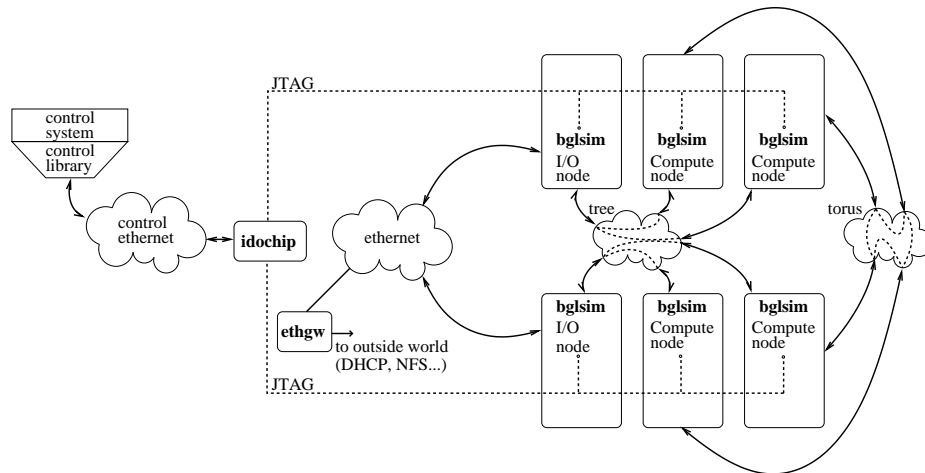 JTAG
control
system
control
library
control
ethernet
idochip
ethgw
to outside world
(DHCP, NFS...)
ethernet
JTAG
bglsim
I/O
node
bglsim
Compute
node
bglsim
Compute
node
tree
torus
bglsim
I/O
node
bglsim
Compute
node
bglsim
Compute
node